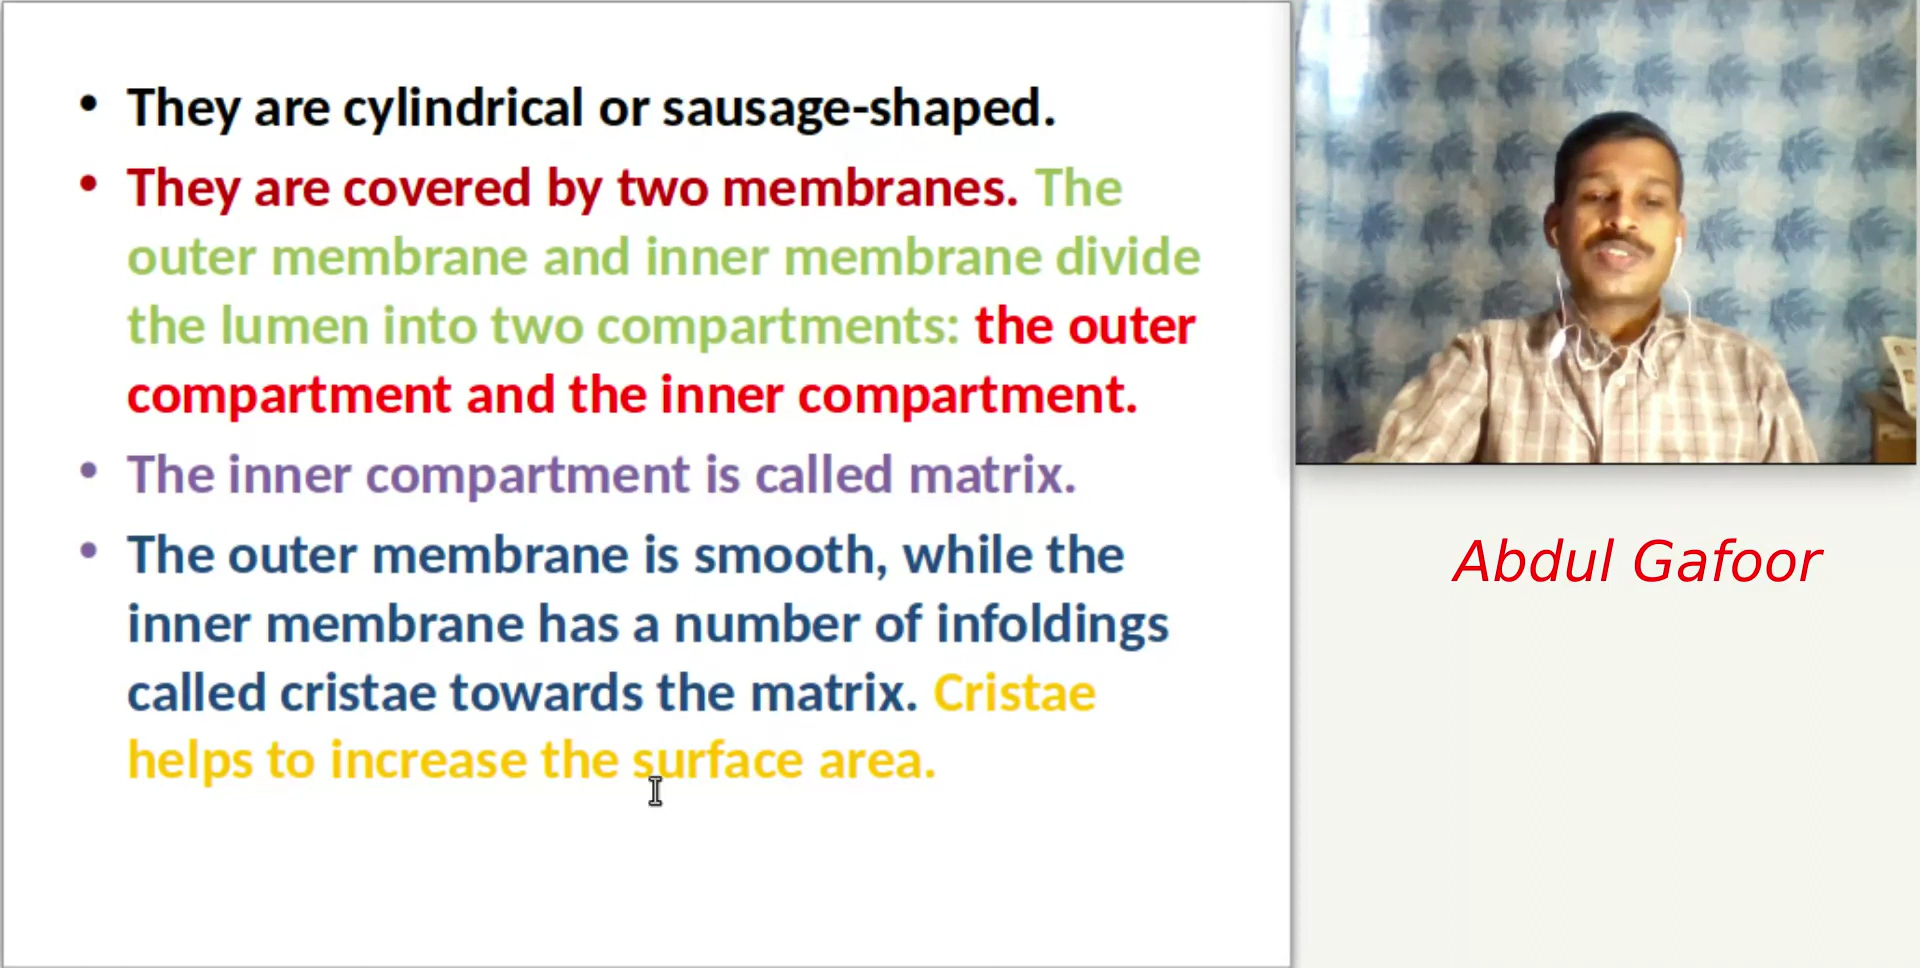 • They are cylindrical or sausage-shaped.
• They are covered by two membranes. The
outer membrane and inner membrane divide
the lumen into two compartments: the outer
compartment and the inner compartment.
• The inner compartment is called matrix.
• The outer membrane is smooth, while the
inner membrane has a number of infoldings
called cristae towards the matrix. Cristae
helps to increase the surface area.
Abdul Gafoor